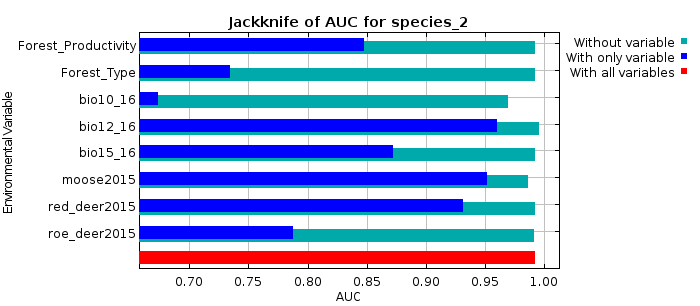 Jackknife of AUC for species_2
Environmental Variable
Forest_Productivity
Forest_Type
bio10_16
bio12_16
bio15_16
moose2015
red_deer2015
roe_deer2015
Without variable
With only variable
With all variables
0.70 0.75 0.80 0.85 0.90 0.95 1.00
AUC